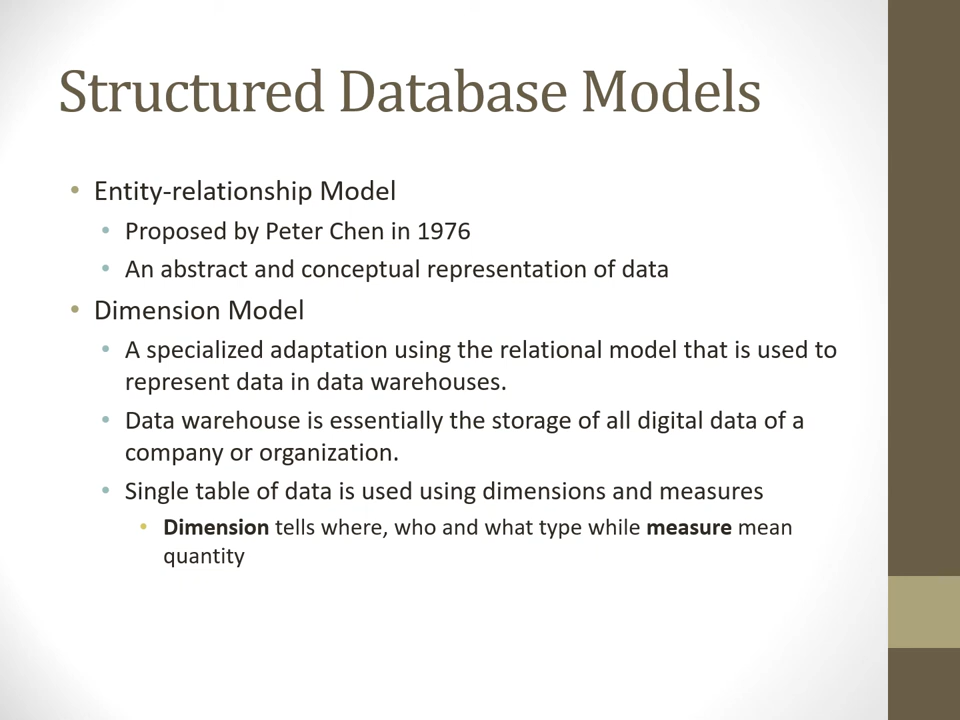 Structured Database Models
• Entity-relationship Model
• Proposed by Peter Chen in 1976
• An abstract and conceptual representation of data
• Dimension Model
• A specialized adaptation using the relational model that is used to
represent data in data warehouses.
• Data warehouse is essentially the storage of all digital data of a
company or organization.
• Single table of data is used using dimensions and measures
• Dimension tells where, who and what type while measure mean
quantity